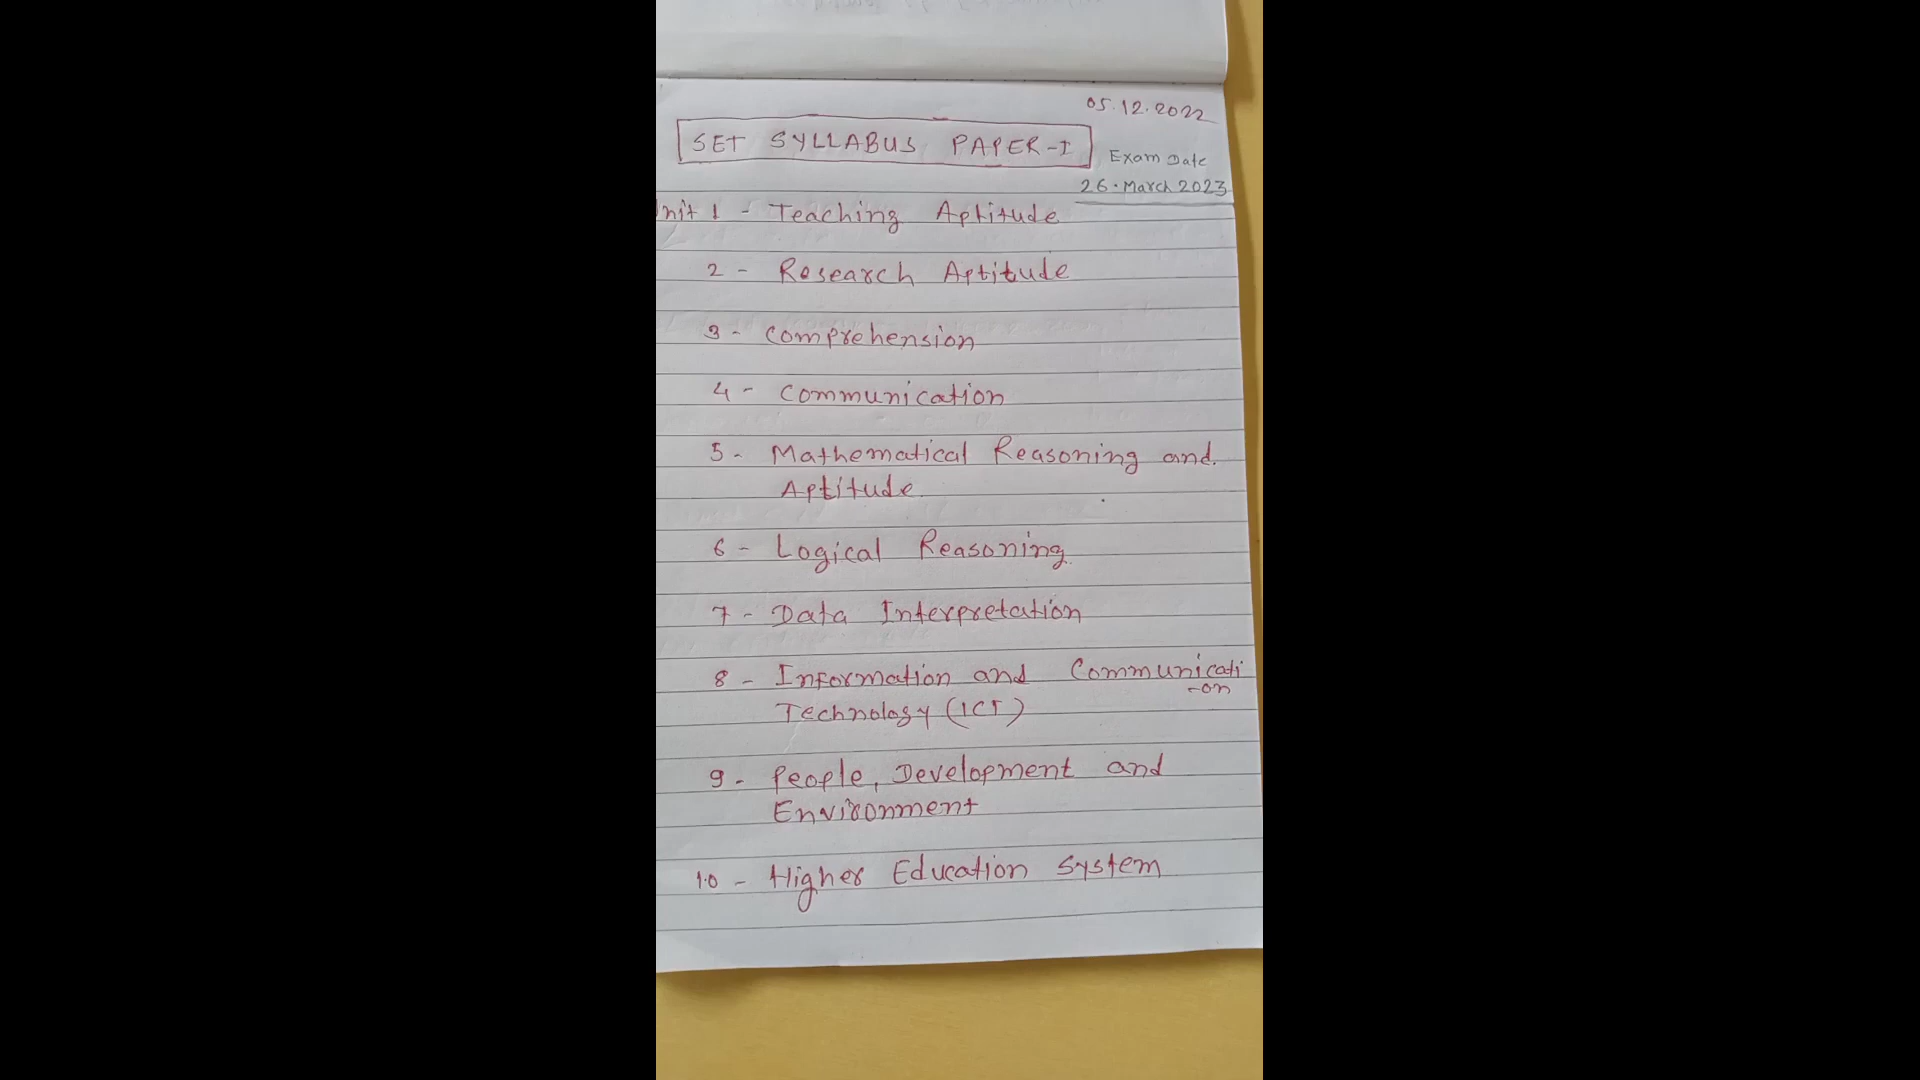 05.12.2022
SET SYLLABUS PAPER-I
Exam Date
26. March 2023
Unit 1 - Teaching Aptitude
2 - Research Aptitude
3 - Comprehension
4 - Communication
5 - Mathematical Reasoning and
Aptitude
6 - Logical Reasoning
7 - Data Interpretation
8 - Information and Communicati
-on
Technology (ICT)
9 - People, Development and
Environment
10 - Higher Education System